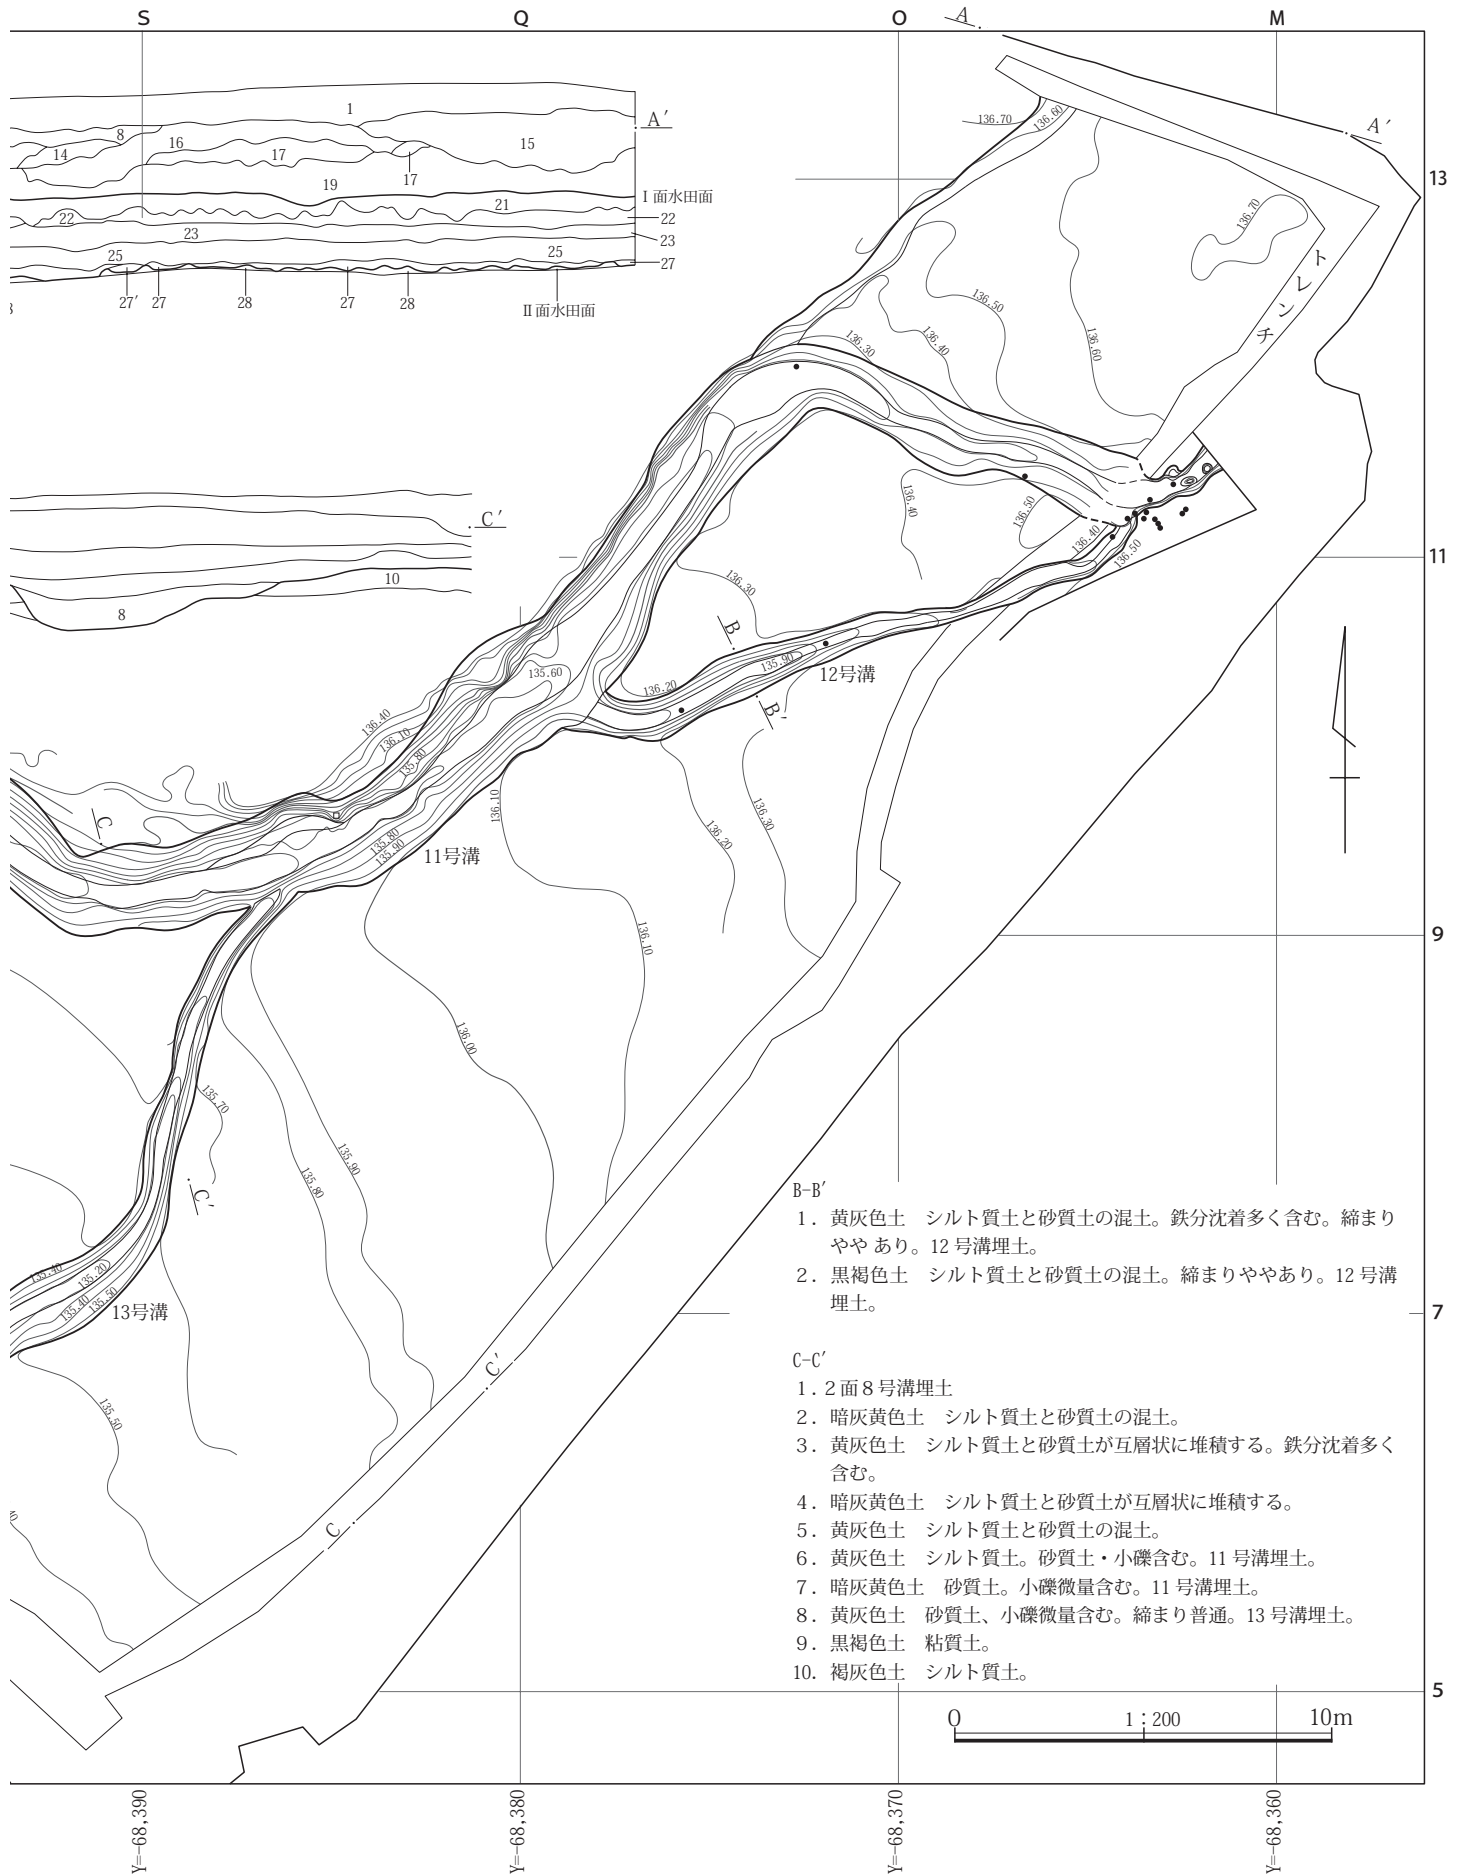 S
Q
O
M
A
A′
1
A′
8
14
16
17
15
17
13
19
Ⅰ面水田面
21
22
22
23
23
25
25
27
27′
27
28
27
28
Ⅱ面水田面
136.70
136.60
136.70
トレンチ
136.50
136.40
136.60
136.30
C′
136.40
136.50
136.40
136.50
11
10
8
136.30
B
135.90
12号溝
135.60
136.20
B′
136.40
136.10
135.80
136.10
136.30
136.20
C
135.80
135.90
11号溝
136.10
9
136.00
135.70
135.90
135.80
C′
135.40
135.20
135.40
135.50
13号溝
7
C′
135.50
C
B-B′
1．黄灰色土　シルト質土と砂質土の混土。鉄分沈着多く含む。締まり
やや あり。12 号溝埋土。
2．黒褐色土　シルト質土と砂質土の混土。締まりややあり。12 号溝
埋土。
C-C′
1．2 面 8 号溝埋土
2．暗灰黄色土　シルト質土と砂質土の混土。
3．黄灰色土　シルト質土と砂質土が互層状に堆積する。鉄分沈着多く
含む。
4．暗灰黄色土　シルト質土と砂質土が互層状に堆積する。
5．黄灰色土　シルト質土と砂質土の混土。
6．黄灰色土　シルト質土。砂質土・小礫含む。11 号溝埋土。
7．暗灰黄色土　砂質土。小礫微量含む。11 号溝埋土。
8．黄灰色土　砂質土、小礫微量含む。締まり普通。13 号溝埋土。
9．黒褐色土　粘質土。
10．褐灰色土　シルト質土。
5
0
1：200
10m
Y=-68,390
Y=-68,380
Y=-68,370
Y=-68,360